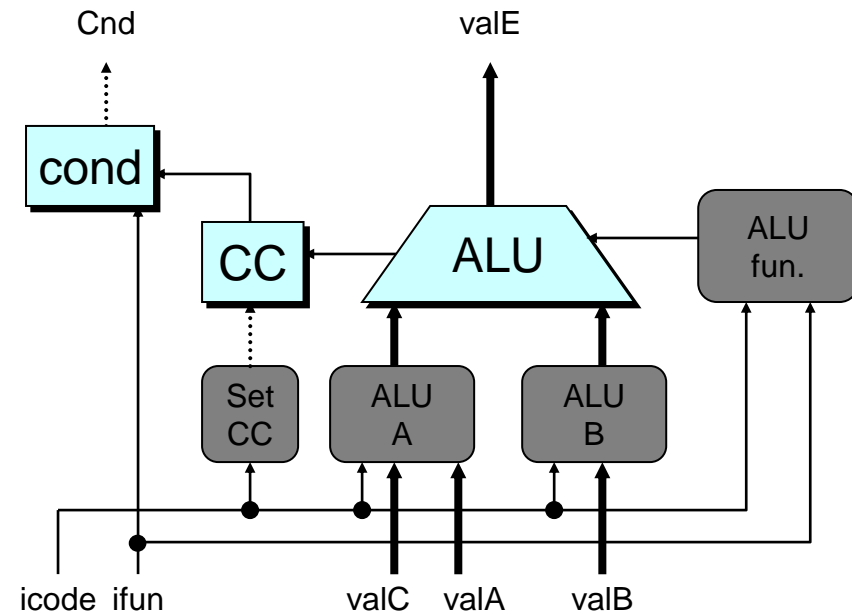 Cnd valE
cond
CC
ALU
ALU
fun.
Set
CC
ALU
A
ALU
B
icode ifun valC valA valB